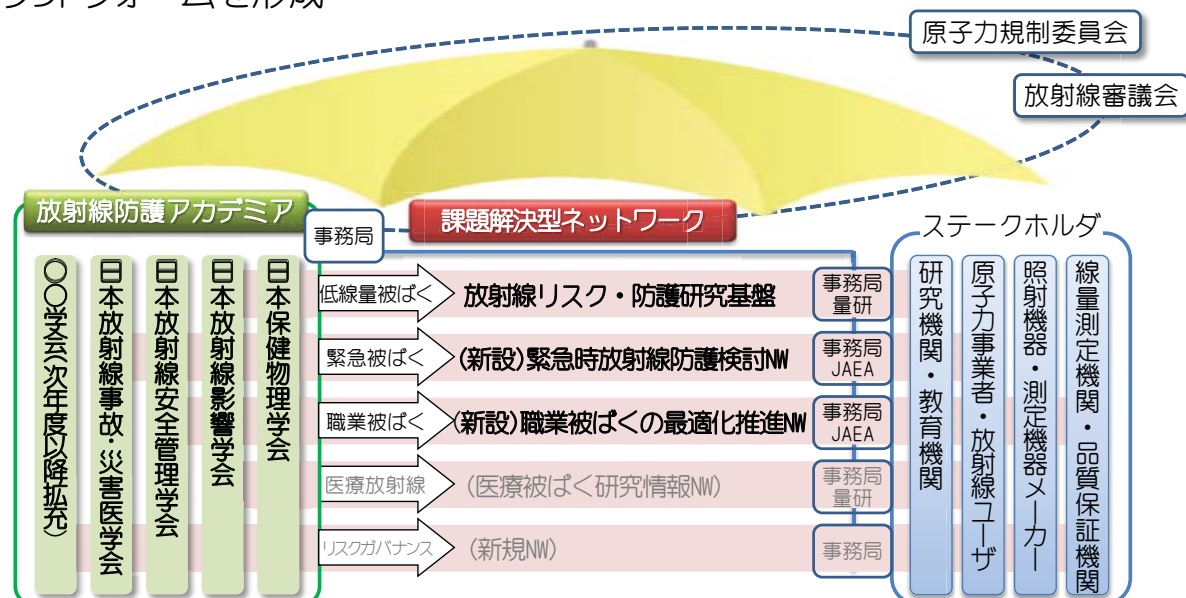 ットフォームを形成
原子力規制委員会
放射線審議会
放射線防護アカデミア
事務局
課題解決型ネットワーク
ステークホルダ
〇〇学会(次年度以降拡充)
日本放射線事故・災害医学会
日本放射線安全管理学会
日本放射線影響学会
日本保健物理学会
低線量被ばく
放射線リスク・防護研究基盤
事務局
量研
緊急被ばく
(新設)緊急時放射線防護検討NW
事務局
JAEA
職業被ばく
(新設)職業被ばくの最適化推進NW
事務局
JAEA
医療放射線
(医療被ばく研究情報NW)
事務局
量研
リスクガバナンス
(新規NW)
事務局
研究機関・教育機関
原子力事業者・放射線ユーザ
照射機器・測定機器メーカー
線量測定機関・品質保証機関